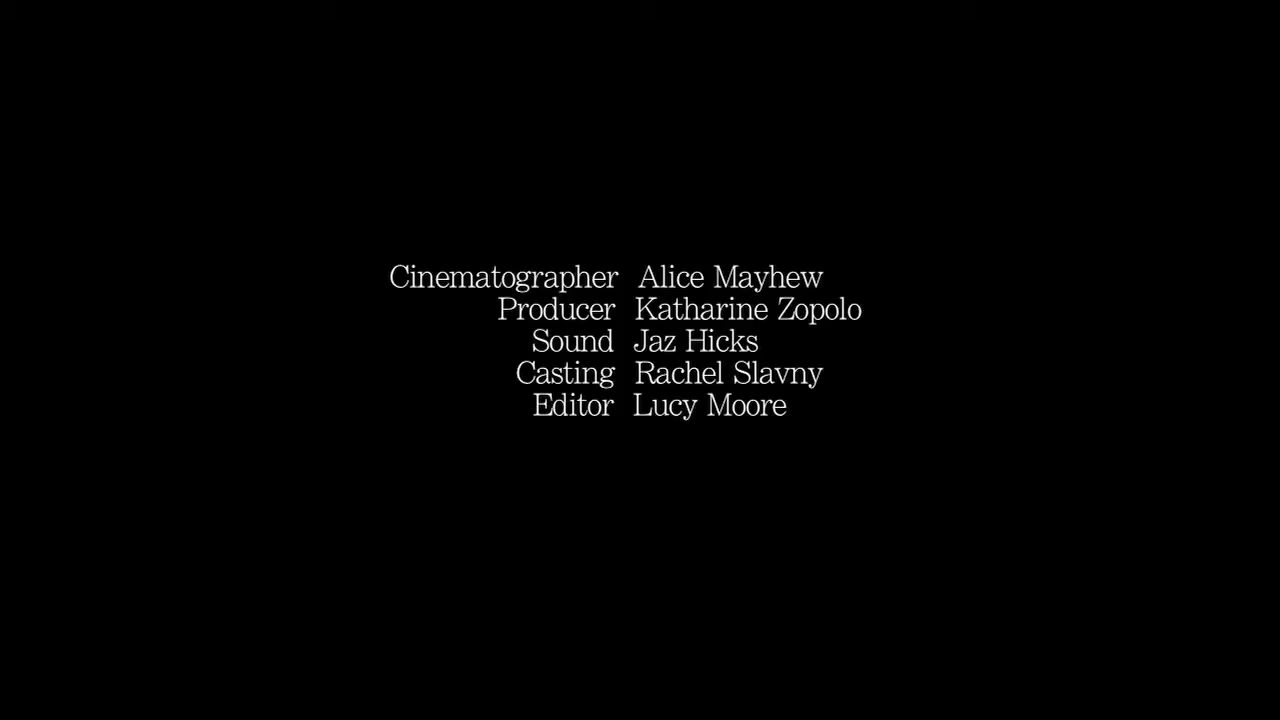 Cinematographer Alice Mayhew
Producer Katharine Zopolo
Sound Jaz Hicks
Casting Rachel Slavny
Editor Lucy Moore